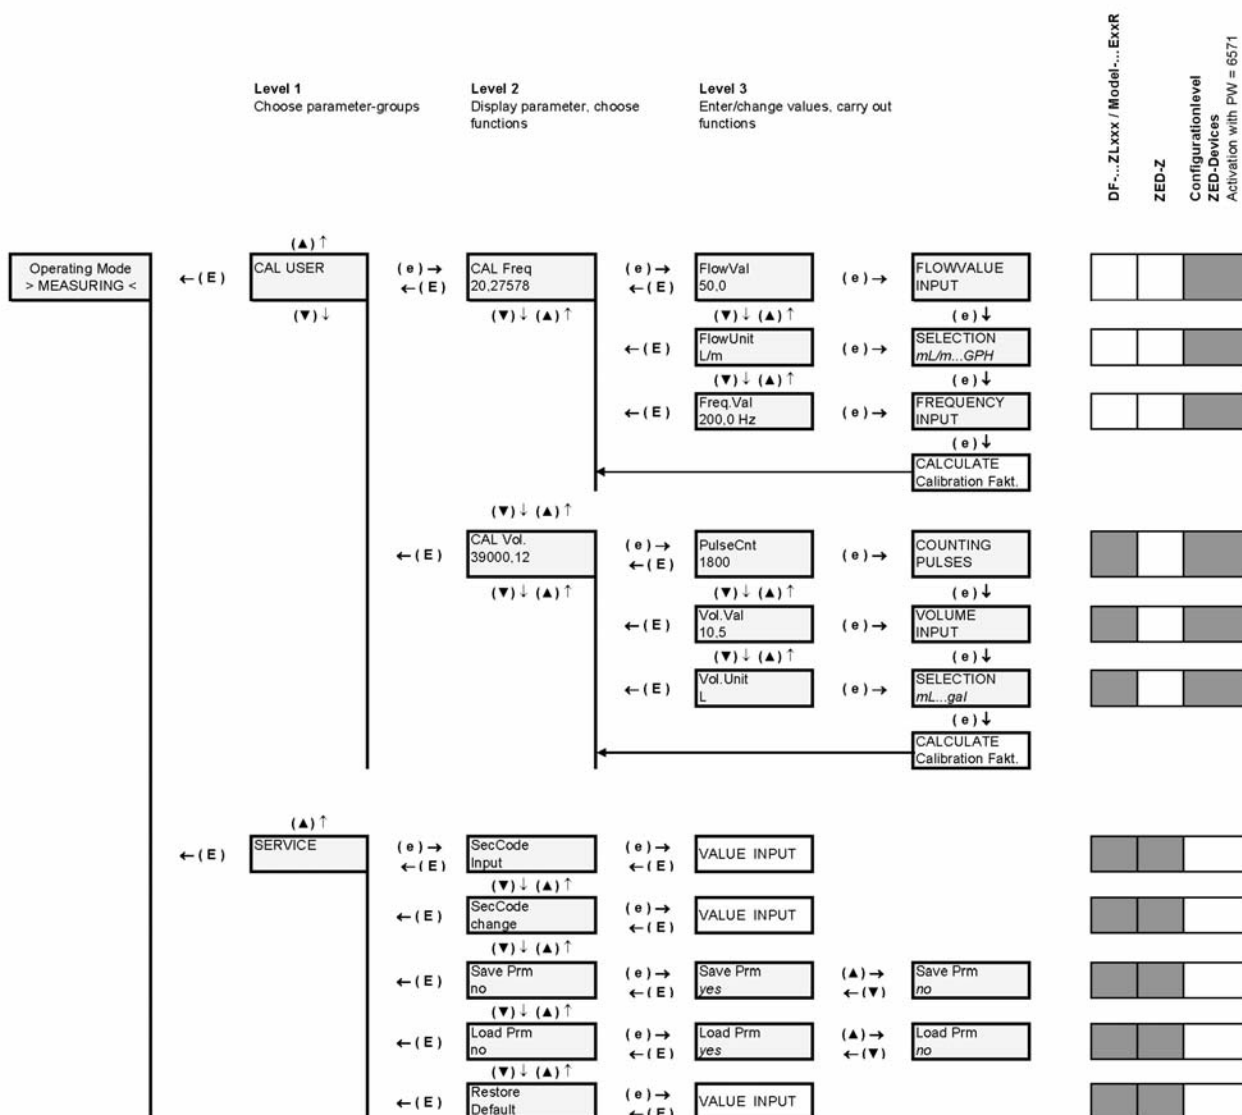 DF-...ZLxxx / Model-...ExxR
ZED-Z
Configurationlevel
ZED-Devices
Activation with PW = 6571
Level 1
Choose parameter-groups
Level 2
Display parameter, choose
functions
Level 3
Enter/change values, carry out
functions
(▲)↑
Operating Mode
> MEASURING <
←(E)
CAL USER
(e)→
←(E)
CAL Freq
20,27578
(e)→
←(E)
FlowVal
50,0
(e)→
FLOWVALUE
INPUT
(▼)↓
(▼)↓ (▲)↑
(▼)↓ (▲)↑
(e)↓
←(E)
FlowUnit
L/m
(e)→
SELECTION
mL/m...GPH
(▼)↓ (▲)↑
(e)↓
←(E)
Freq.Val
200,0 Hz
(e)→
FREQUENCY
INPUT
(e)↓
CALCULATE
Calibration Fakt.
(▼)↓ (▲)↑
←(E)
CAL Vol.
39000,12
(e)→
←(E)
PulseCnt
1800
(e)→
COUNTING
PULSES
(▼)↓ (▲)↑
(▼)↓ (▲)↑
(e)↓
←(E)
Vol.Val
10,5
(e)→
VOLUME
INPUT
(▼)↓ (▲)↑
(e)↓
←(E)
Vol.Unit
L
(e)→
SELECTION
mL...gal
(e)↓
CALCULATE
Calibration Fakt.
(▲)↑
←(E)
SERVICE
(e)→
←(E)
SecCode
Input
(e)→
←(E)
VALUE INPUT
(▼)↓ (▲)↑
←(E)
SecCode
change
(e)→
←(E)
VALUE INPUT
(▼)↓ (▲)↑
←(E)
Save Prm
no
(e)→
←(E)
Save Prm
yes
(▲)→
←(▼)
Save Prm
no
(▼)↓ (▲)↑
←(E)
Load Prm
no
(e)→
←(E)
Load Prm
yes
(▲)→
←(▼)
Load Prm
no
(▼)↓ (▲)↑
←(E)
Restore
Default
(e)→
←(E)
VALUE INPUT